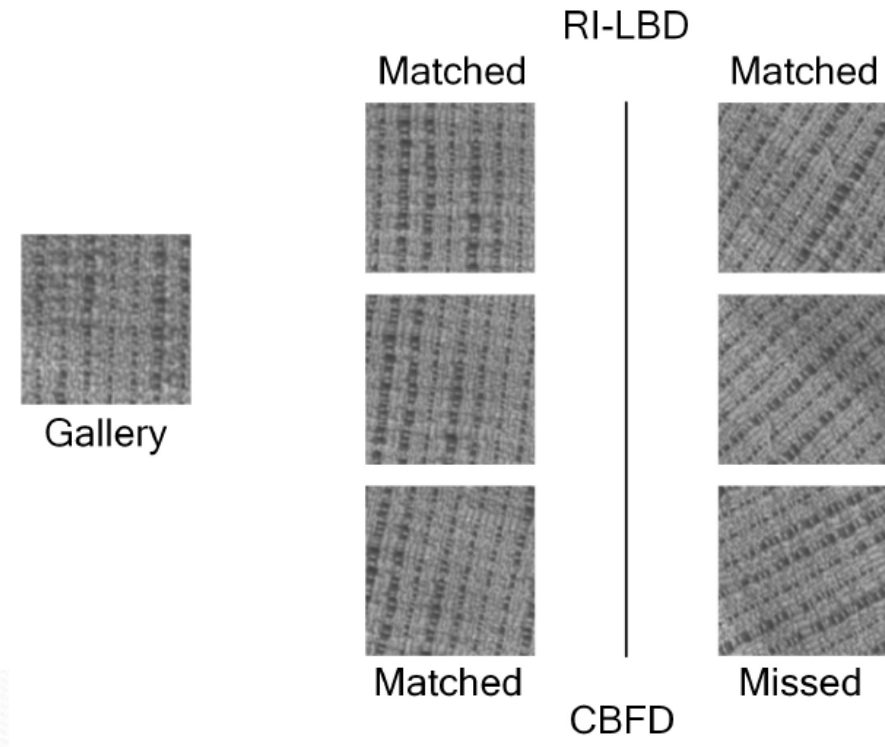 RI-LBD
Matched
Matched
Gallery
Matched
Missed
CBFD